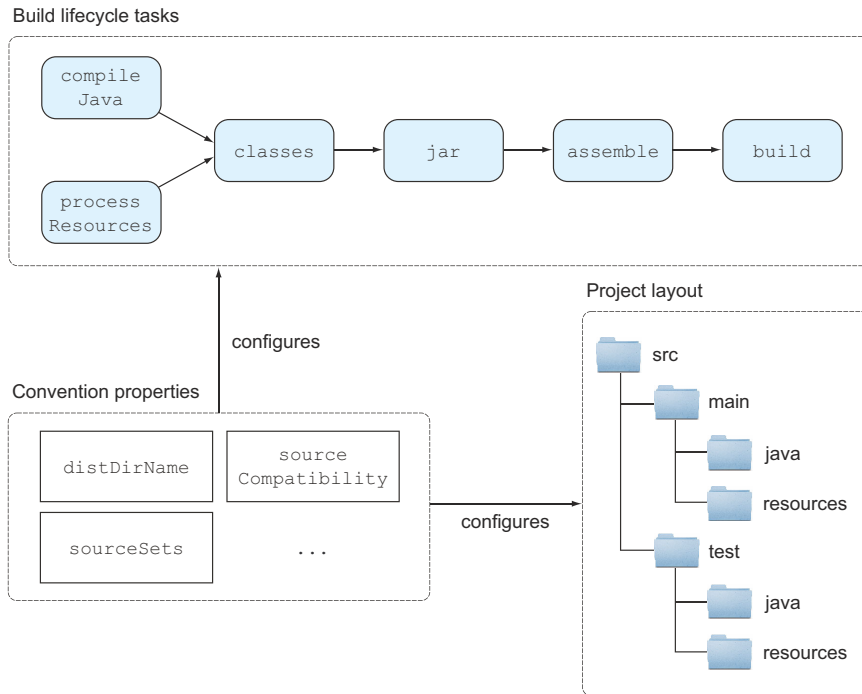 Build lifecycle tasks
compile
Java
classes
jar
assemble
build
process
Resources
configures
Convention properties
distDirName
source
Compatibility
sourceSets
...
configures
Project layout
src
main
java
resources
test
java
resources